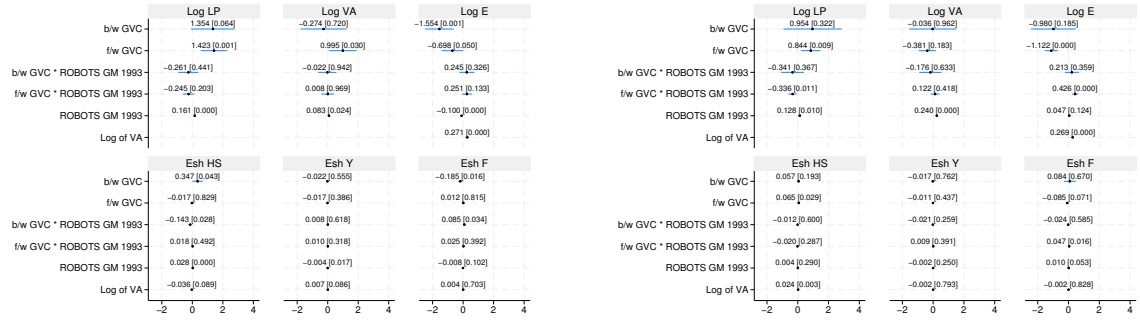 Log LP Log VA Log E
b/w GVC 1.354 [0.064] −0.274 [0.720] −1.554 [0.001]
f/w GVC 1.423 [0.001] 0.995 [0.030] −0.698 [0.050]
b/w GVC * ROBOTS GM 1993 −0.261 [0.441] −0.022 [0.942] 0.245 [0.326]
f/w GVC * ROBOTS GM 1993 −0.245 [0.203] 0.008 [0.969] 0.251 [0.133]
ROBOTS GM 1993 0.161 [0.000] 0.083 [0.024] −0.100 [0.000]
Log of VA 0.271 [0.000]
Esh HS Esh Y Esh F
b/w GVC 0.347 [0.043] −0.022 [0.555] −0.185 [0.016]
f/w GVC −0.017 [0.829] −0.017 [0.386] 0.012 [0.815]
b/w GVC * ROBOTS GM 1993 −0.143 [0.028] 0.008 [0.618] 0.085 [0.034]
f/w GVC * ROBOTS GM 1993 0.018 [0.492] 0.010 [0.318] 0.025 [0.392]
ROBOTS GM 1993 0.028 [0.000] −0.004 [0.017] −0.008 [0.102]
Log of VA −0.036 [0.089] 0.007 [0.086] 0.004 [0.703]
−2 0 2 4 −2 0 2 4 −2 0 2 4
Log LP Log VA Log E
b/w GVC 0.954 [0.322] −0.036 [0.962] −0.980 [0.185]
f/w GVC 0.844 [0.009] −0.381 [0.183] −1.122 [0.000]
b/w GVC * ROBOTS GM 1993 −0.341 [0.367] −0.176 [0.633] 0.213 [0.359]
f/w GVC * ROBOTS GM 1993 −0.336 [0.011] 0.122 [0.418] 0.426 [0.000]
ROBOTS GM 1993 0.128 [0.010] 0.240 [0.000] 0.047 [0.124]
Log of VA 0.269 [0.000]
Esh HS Esh Y Esh F
b/w GVC 0.057 [0.193] −0.017 [0.762] 0.084 [0.670]
f/w GVC 0.065 [0.029] −0.011 [0.437] −0.085 [0.071]
b/w GVC * ROBOTS GM 1993 −0.012 [0.600] −0.021 [0.259] −0.024 [0.585]
f/w GVC * ROBOTS GM 1993 −0.020 [0.287] 0.009 [0.391] 0.047 [0.016]
ROBOTS GM 1993 0.004 [0.290] −0.002 [0.250] 0.010 [0.053]
Log of VA 0.024 [0.003] −0.002 [0.793] −0.002 [0.828]
−2 0 2 4 −2 0 2 4 −2 0 2 4